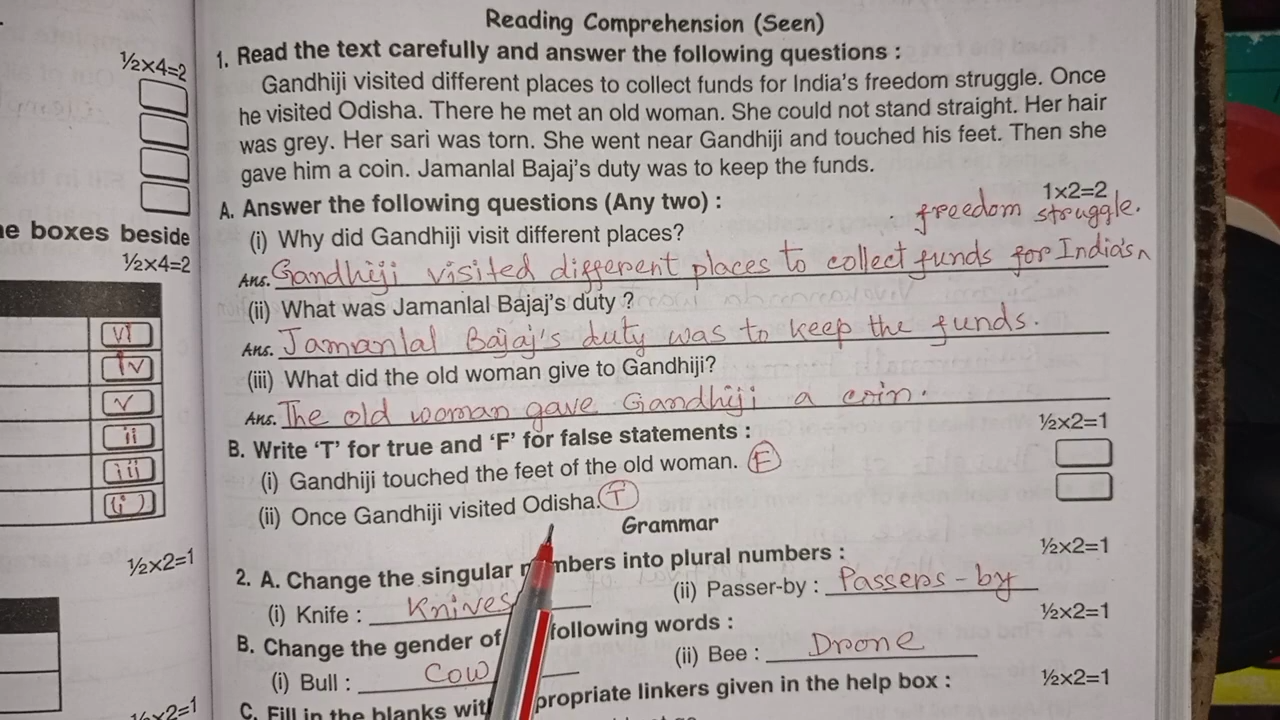 ½×4=2
e boxes beside
½×4=2
vi
iv
v
ii
iii
(i)
½×2=1
½×2=1
Reading Comprehension (Seen)
1. Read the text carefully and answer the following questions :
Gandhiji visited different places to collect funds for India's freedom struggle. Once
he visited Odisha. There he met an old woman. She could not stand straight. Her hair
was grey. Her sari was torn. She went near Gandhiji and touched his feet. Then she
gave him a coin. Jamanlal Bajaj's duty was to keep the funds.
A. Answer the following questions (Any two) : 1×2=2
freedom struggle.
(i) Why did Gandhiji visit different places?
Ans. Gandhiji visited different places to collect funds for India's
(ii) What was Jamanlal Bajaj's duty ?
Ans. Jamanlal Bajaj's duty was to keep the funds.
(iii) What did the old woman give to Gandhiji?
Ans. The old woman gave Gandhiji a coin.
B. Write 'T' for true and 'F' for false statements : ½×2=1
(i) Gandhiji touched the feet of the old woman. F
(ii) Once Gandhiji visited Odisha. T
Grammar
2. A. Change the singular numbers into plural numbers : ½×2=1
(i) Knife : Knives (ii) Passer-by : Passers-by
B. Change the gender of following words : ½×2=1
(i) Bull : Cow (ii) Bee : Drone
C. Fill in the blanks with propriate linkers given in the help box : ½×2=1